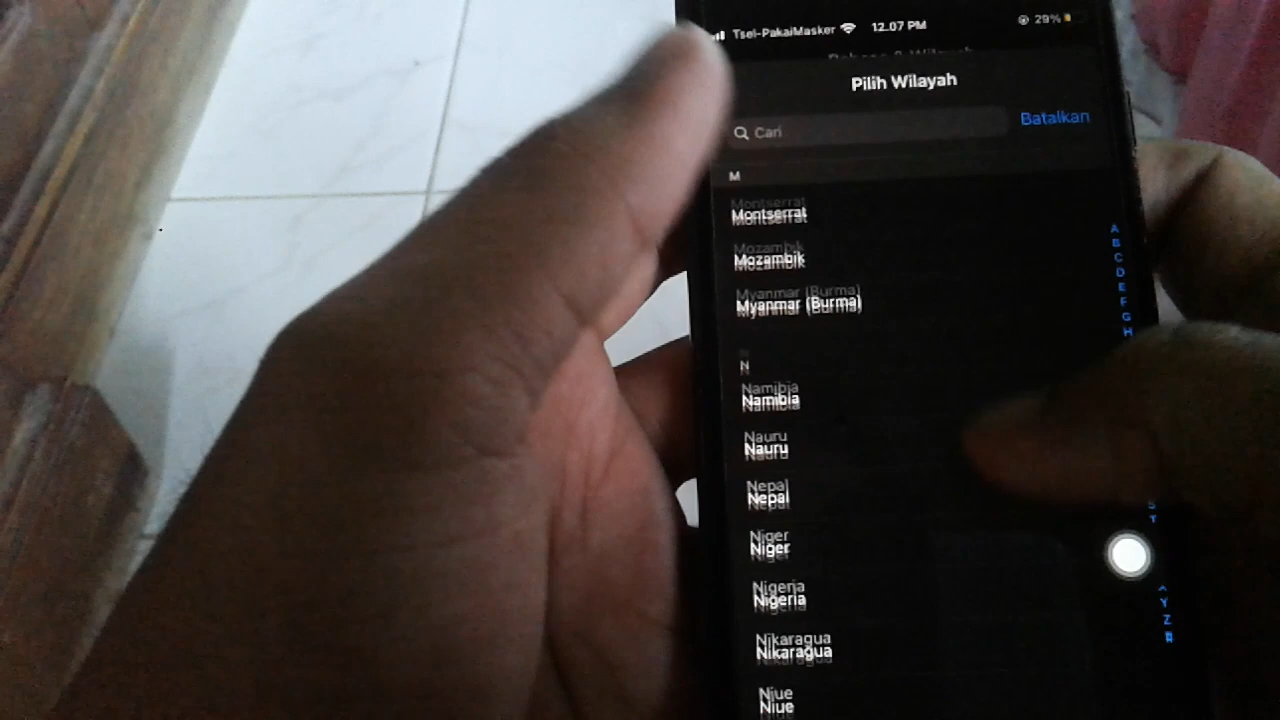 Tsel-PakaiMasker 12.07 PM 29%
Pilih Wilayah
Cari Batalkan
M
Montserrat
Mozambik
Myanmar (Burma)
N
Namibia
Nauru
Nepal
Niger
Nigeria
Nikaragua
Niue
A
B
C
D
E
F
G
H
S
T
Y
Z